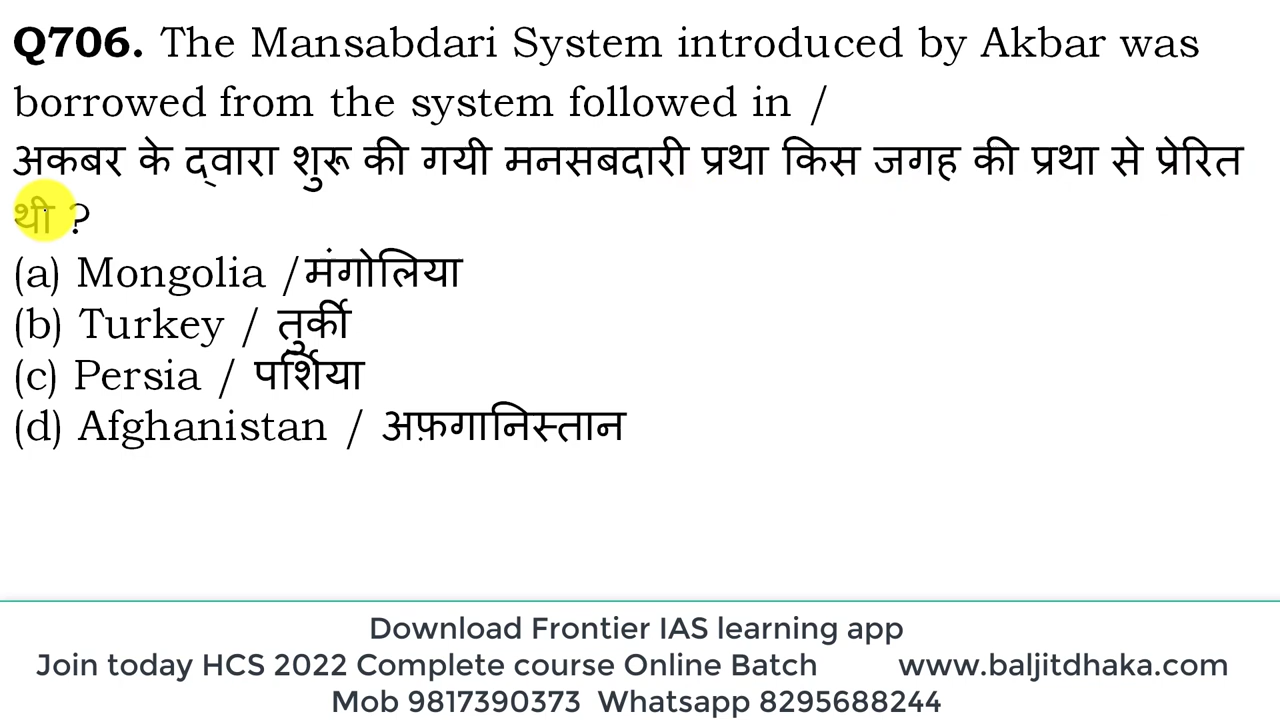 Q706. The Mansabdari System introduced by Akbar was
borrowed from the system followed in /
अकबर के द्वारा शुरू की गयी मनसबदारी प्रथा किस जगह की प्रथा से प्रेरित
थी ?
(a) Mongolia /मंगोलिया
(b) Turkey / तुर्की
(c) Persia / पर्शिया
(d) Afghanistan / अफ़गानिस्तान
Download Frontier IAS learning app
Join today HCS 2022 Complete course Online Batch www.baljitdhaka.com
Mob 9817390373 Whatsapp 8295688244